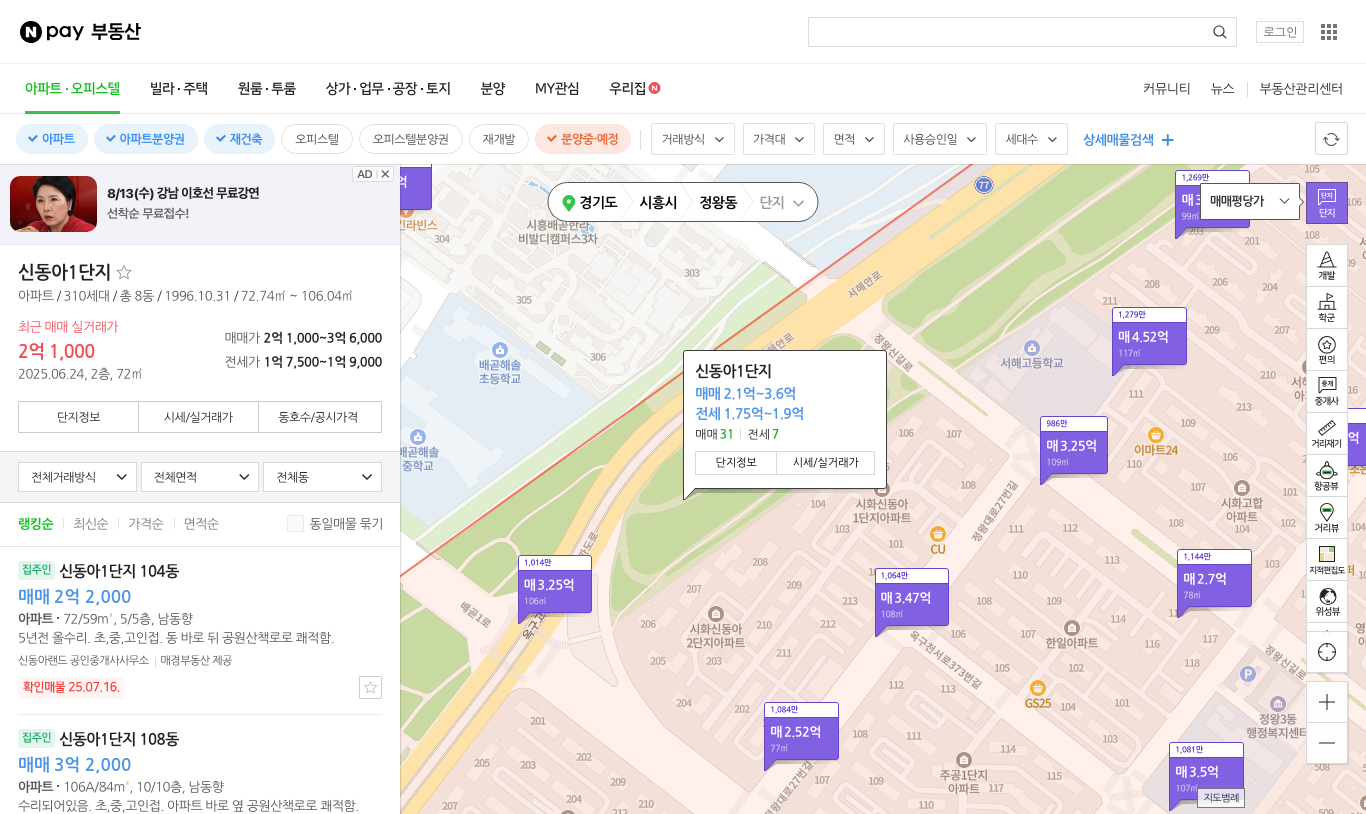 N pay 부동산
로그인
아파트 · 오피스텔 빌라 · 주택 원룸 · 투룸 상가 · 업무 · 공장 · 토지 분양 MY관심 우리집 N
커뮤니티 뉴스 부동산관리센터
아파트 아파트분양권 재건축 오피스텔 오피스텔분양권 재개발 분양중·예정 거래방식 가격대 면적 사용승인일 세대수 상세매물검색
AD
8/13(수) 강남 이호선 무료강연
선착순 무료접수!
신동아1단지
아파트 / 310세대 / 총 8동 / 1996.10.31 / 72.74㎡ ~ 106.04㎡
최근 매매 실거래가
2억 1,000
2025.06.24, 2층, 72㎡
매매가 2억 1,000~3억 6,000
전세가 1억 7,500~1억 9,000
단지정보 시세/실거래가 동호수/공시가격
전체거래방식 전체면적 전체동
랭킹순 최신순 가격순 면적순 동일매물 묶기
집주인 신동아1단지 104동
매매 2억 2,000
아파트 · 72/59㎡, 5/5층, 남동향
5년전 올수리. 초,중,고인접. 동 바로 뒤 공원산책로로 쾌적함.
신동아랜드 공인중개사사무소 매경부동산 제공
확인매물 25.07.16.
집주인 신동아1단지 108동
매매 3억 2,000
아파트 · 106A/84㎡, 10/10층, 남동향
수리되어있음. 초,중,고인접. 아파트 바로 옆 공원산책로로 쾌적함.
경기도 시흥시 정왕동 단지
77
1,269만
99㎡
매매평당가
단지
단지
개발
학군
편의
중개
중개사
거리재기
항공뷰
거리뷰
지적편집도
위성뷰
지도범례
304
시흥배곧한라
비발디캠퍼스3차
303
305
306
서해안로
배곧해솔
초등학교
배곧해솔
중학교
신동아1단지
매매 2.1억~3.6억
전세 1.75억~1.9억
매매 31 전세 7
단지정보 시세/실거래가
정왕신길로
서해고등학교
1,279만
매 4.52억
117㎡
986만
매 3.25억
109㎡
이마트24
시화신동아
1단지아파트
CU
정왕대로27번길
시화고합
아파트
1,014만
매 3.25억
106㎡
1,064만
매 3.47억
108㎡
1,144만
매 2.7억
78㎡
배곧1로
시화신동아
2단지아파트
한일아파트
옥구천서로373번길
GS25
정왕신길로
P
정왕3동
행정복지센터
1,084만
매 2.52억
77㎡
정왕대로27번길
주공1단지
아파트
1,081만
매 3.5억
107㎡